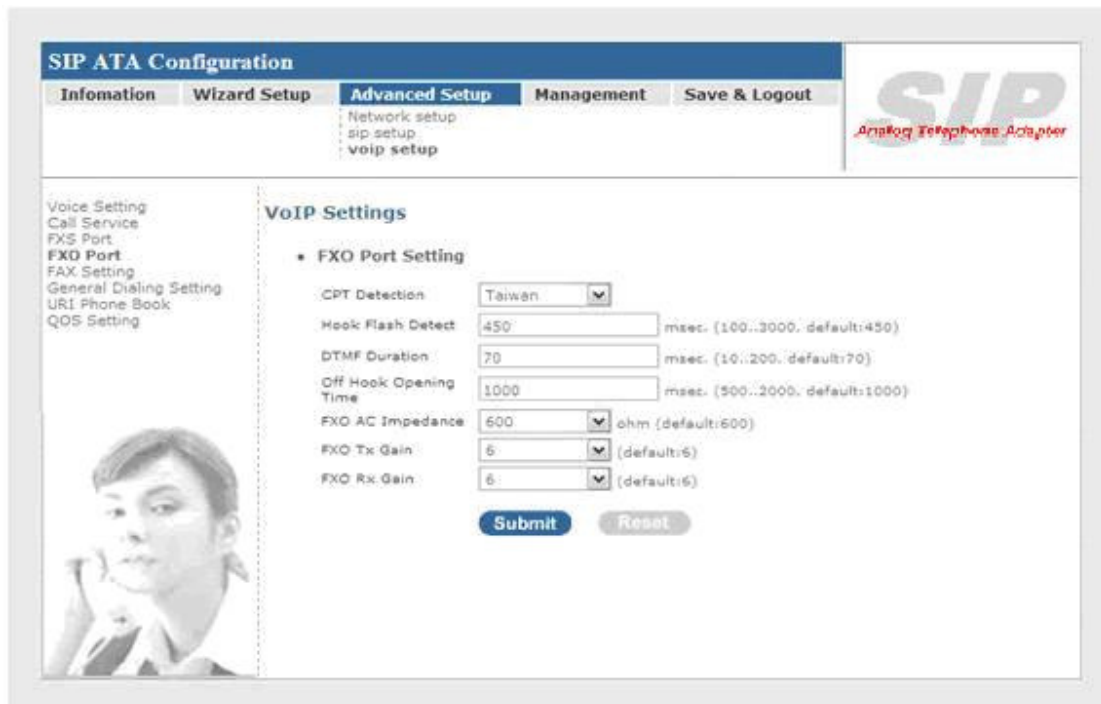 SIP ATA Configuration
Infomation Wizard Setup Advanced Setup Management Save & Logout
Network setup
sip setup
voip setup
SIP
Analog Telephone Adapter
Voice Setting
Call Service
FXS Port
FXO Port
FAX Setting
General Dialing Setting
URI Phone Book
QOS Setting
VoIP Settings
• FXO Port Setting
CPT Detection Taiwan
Hook Flash Detect 450 msec. (100..2000, default:450)
DTMF Duration 70 msec. (10..200, default:70)
Off Hook Opening
Time 1000 msec. (500..2000, default:1000)
FXO AC Impedance 600 ohm (default:600)
FXO Tx Gain 6 (default:6)
FXO Rx Gain 6 (default:6)
Submit Reset